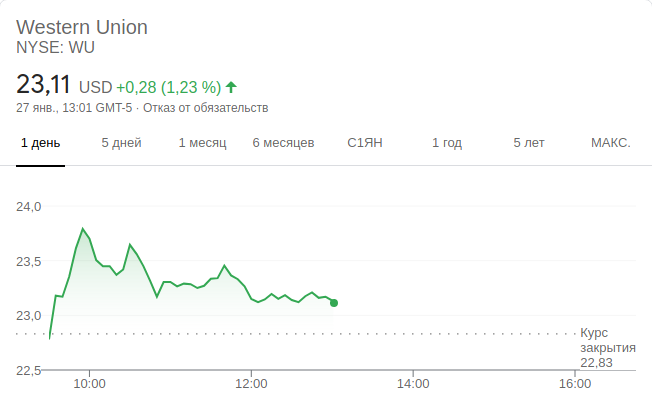 Western Union
NYSE: WU
23,11 USD +0,28 (1,23 %)
27 янв., 13:01 GMT-5 · Отказ от обязательств
1 день 5 дней 1 месяц 6 месяцев С1ЯН 1 год 5 лет МАКС.
24,0
23,5
23,0
Курс
закрытия
22,83
22,5
10:00 12:00 14:00 16:00